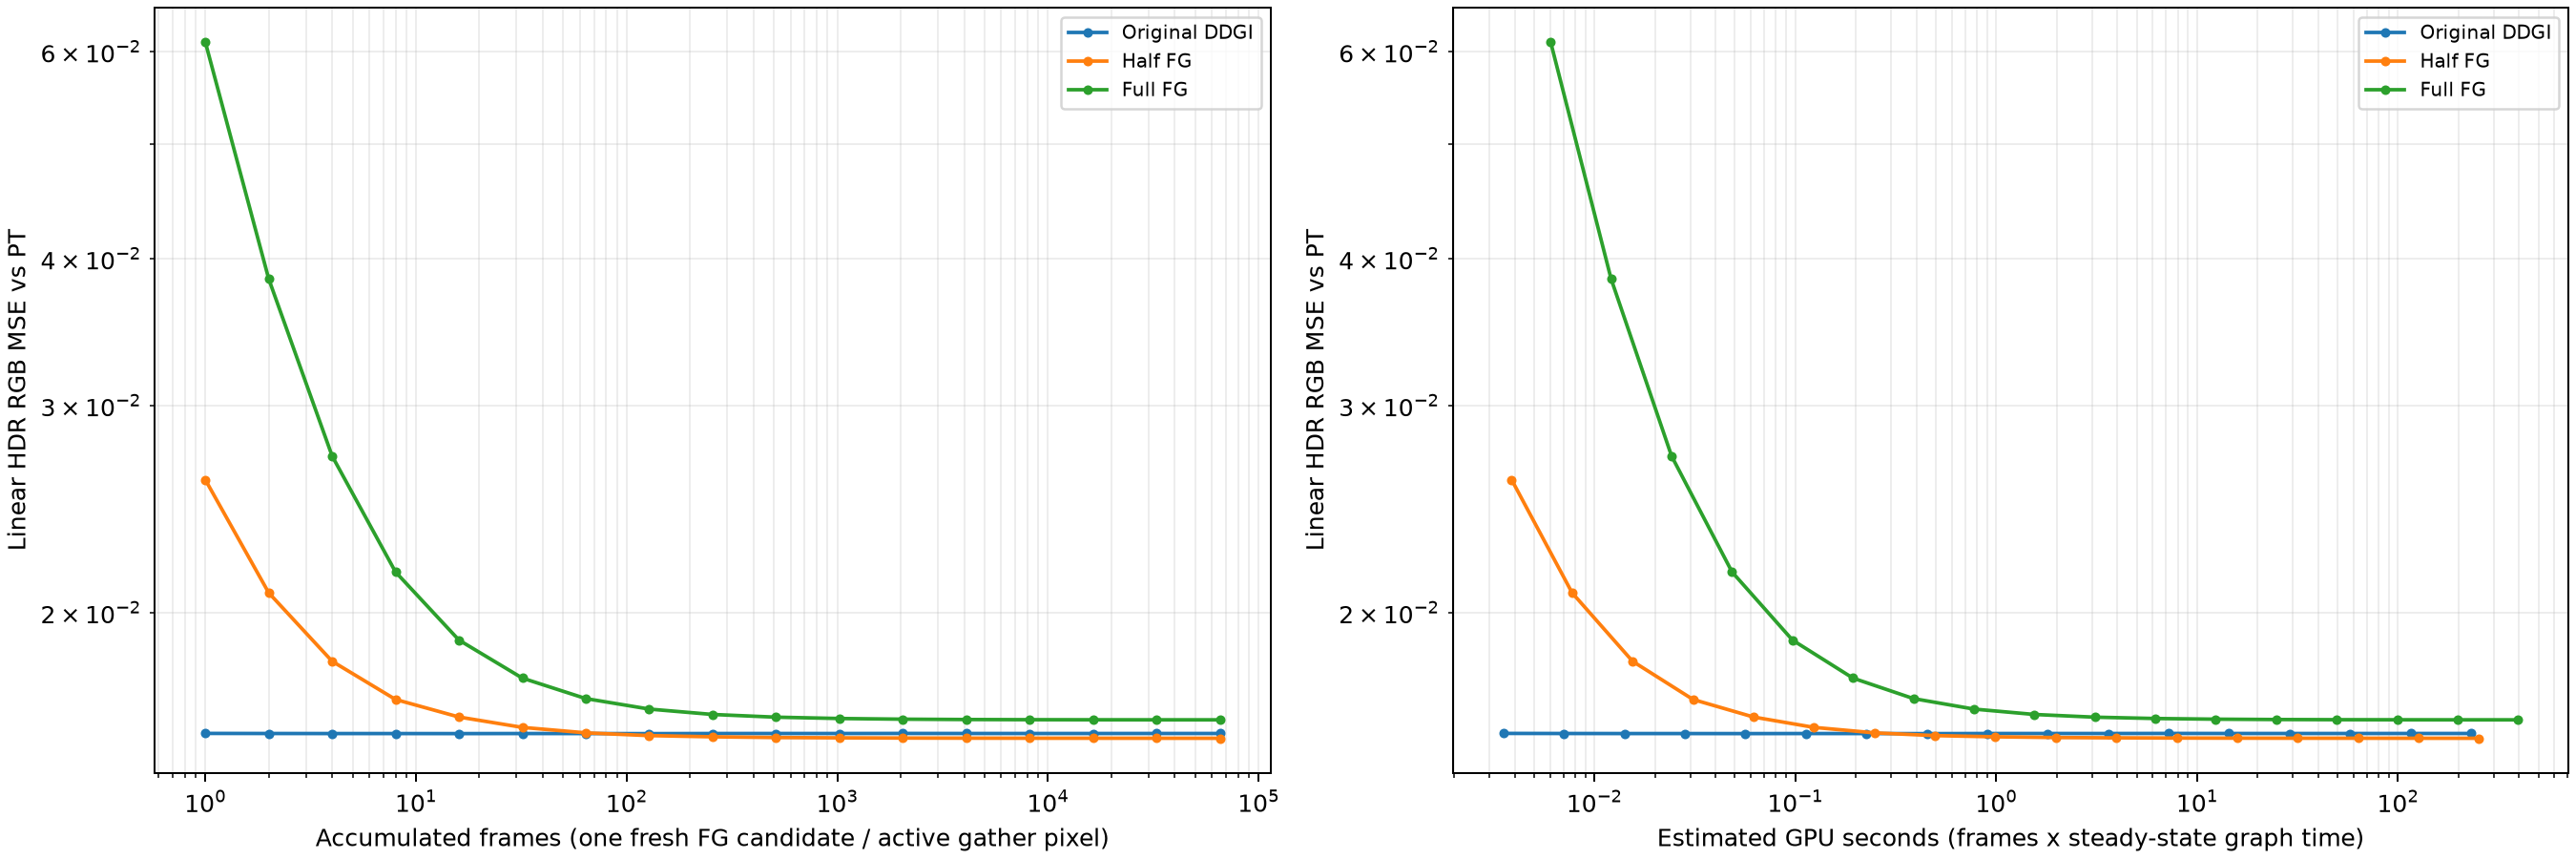 Linear HDR RGB MSE vs PT
6 × 10⁻²
4 × 10⁻²
3 × 10⁻²
2 × 10⁻²
Original DDGI
Half FG
Full FG
10⁰ 10¹ 10² 10³ 10⁴ 10⁵
Accumulated frames (one fresh FG candidate / active gather pixel)
Linear HDR RGB MSE vs PT
6 × 10⁻²
4 × 10⁻²
3 × 10⁻²
2 × 10⁻²
Original DDGI
Half FG
Full FG
10⁻² 10⁻¹ 10⁰ 10¹ 10²
Estimated GPU seconds (frames x steady-state graph time)